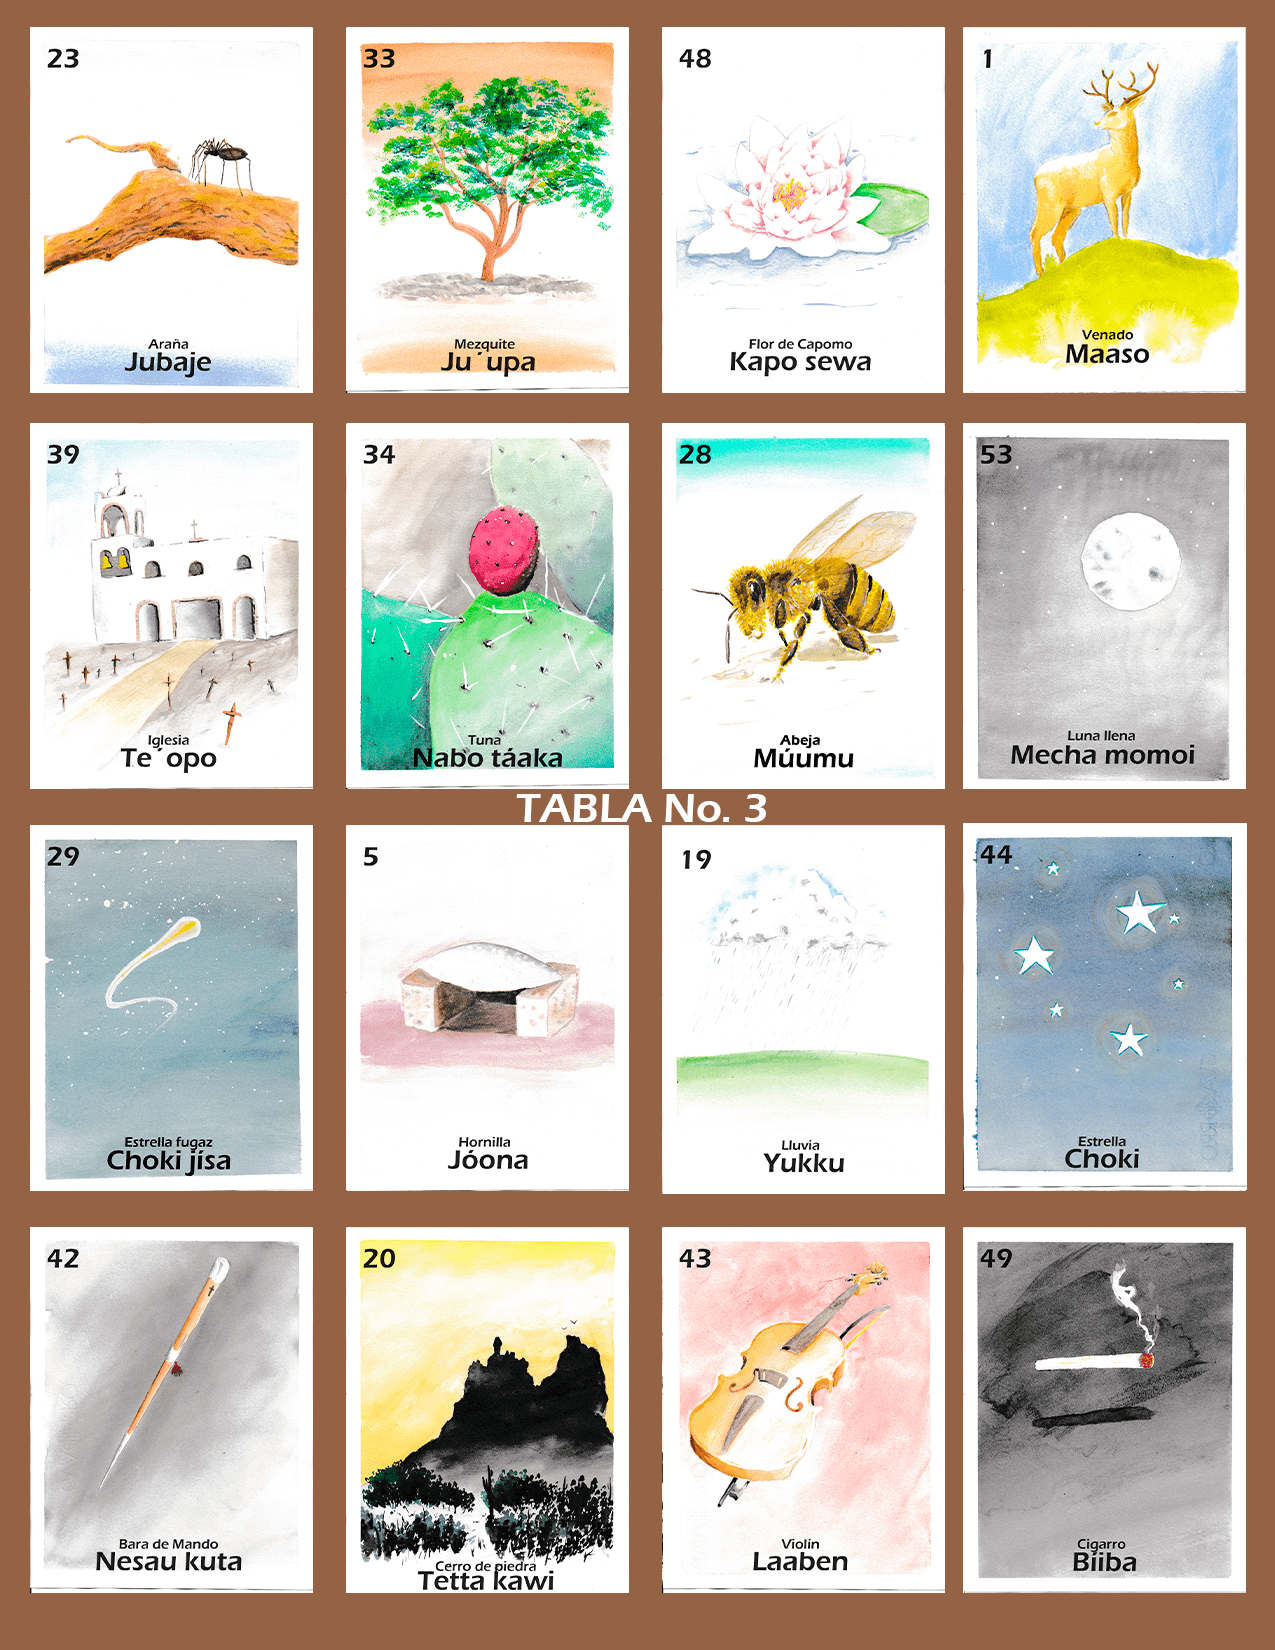 23
Araña
Jubaje
33
Mezquite
Ju´upa
48
Flor de Capomo
Kapo sewa
1
Venado
Maaso
39
Iglesia
Te´opo
34
Tuna
Nabo táaka
28
Abeja
Múumu
53
Luna llena
Mecha momoi
TABLA No. 3
29
Estrella fugaz
Choki jísa
5
Hornilla
Jóona
19
Lluvia
Yukku
44
Estrella
Choki
42
Bara de Mando
Nesau kuta
20
Cerro de piedra
Tetta kawi
43
Violín
Laaben
49
Cigarro
Bíiba